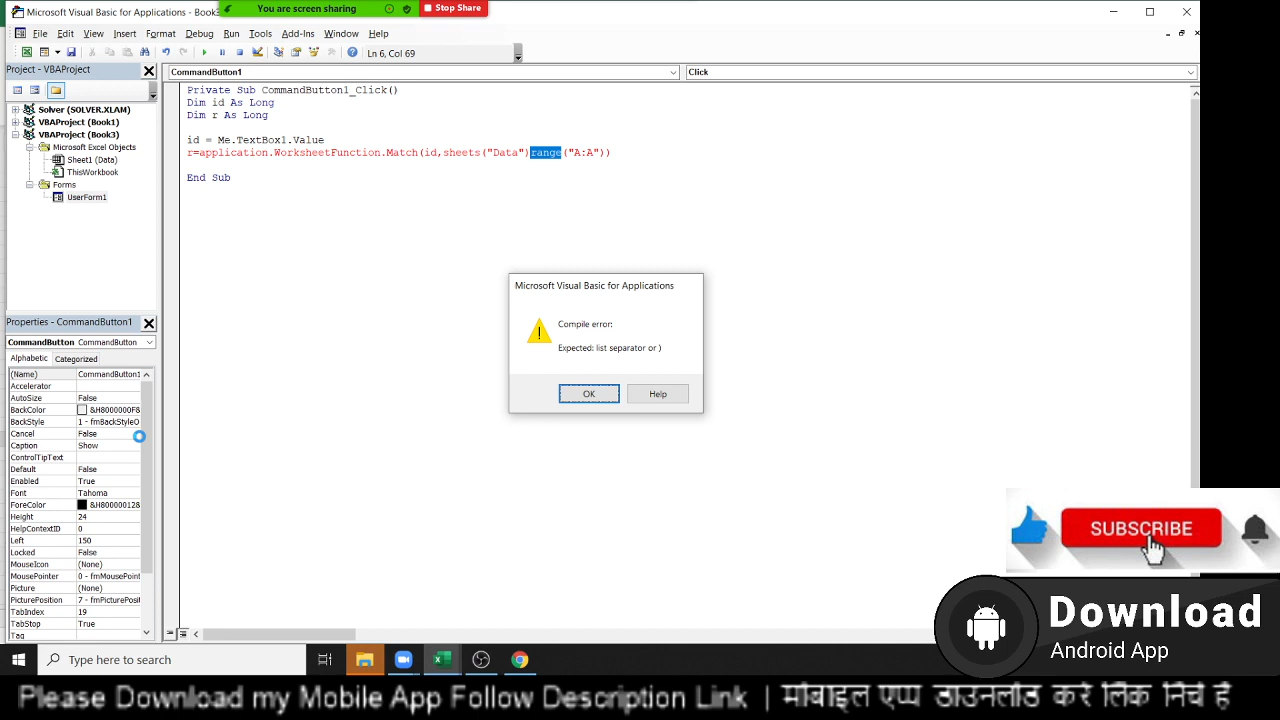 Microsoft Visual Basic for Applications - Book3
You are screen sharing
Stop Share
File Edit View Insert Format Debug Run Tools Add-Ins Window Help
Ln 6, Col 69
Project - VBAProject
CommandButton1
Click
Solver (SOLVER.XLAM)
VBAProject (Book1)
VBAProject (Book3)
Microsoft Excel Objects
Sheet1 (Data)
ThisWorkbook
Forms
UserForm1
Private Sub CommandButton1_Click()
Dim id As Long
Dim r As Long
id = Me.TextBox1.Value
r=application.WorksheetFunction.Match(id,sheets("Data")range("A:A"))
End Sub
Microsoft Visual Basic for Applications
Compile error:
Expected: list separator or )
OK
Help
Properties - CommandButton1
CommandButton CommandButton
Alphabetic Categorized
(Name) CommandButton1
Accelerator
AutoSize False
BackColor &H8000000F&
BackStyle 1 - fmBackStyleO
Cancel False
Caption Show
ControlTipText
Default False
Enabled True
Font Tahoma
ForeColor &H80000012&
Height 24
HelpContextID 0
Left 150
Locked False
MouseIcon (None)
MousePointer 0 - fmMousePoint
Picture (None)
PicturePosition 7 - fmPicturePosit
TabIndex 19
TabStop True
Tag
SUBSCRIBE
Download
Android App
Type here to search
Please Download my Mobile App Follow Description Link | मोबाइल एप्प डाउनलोड करे लिंक निचे है